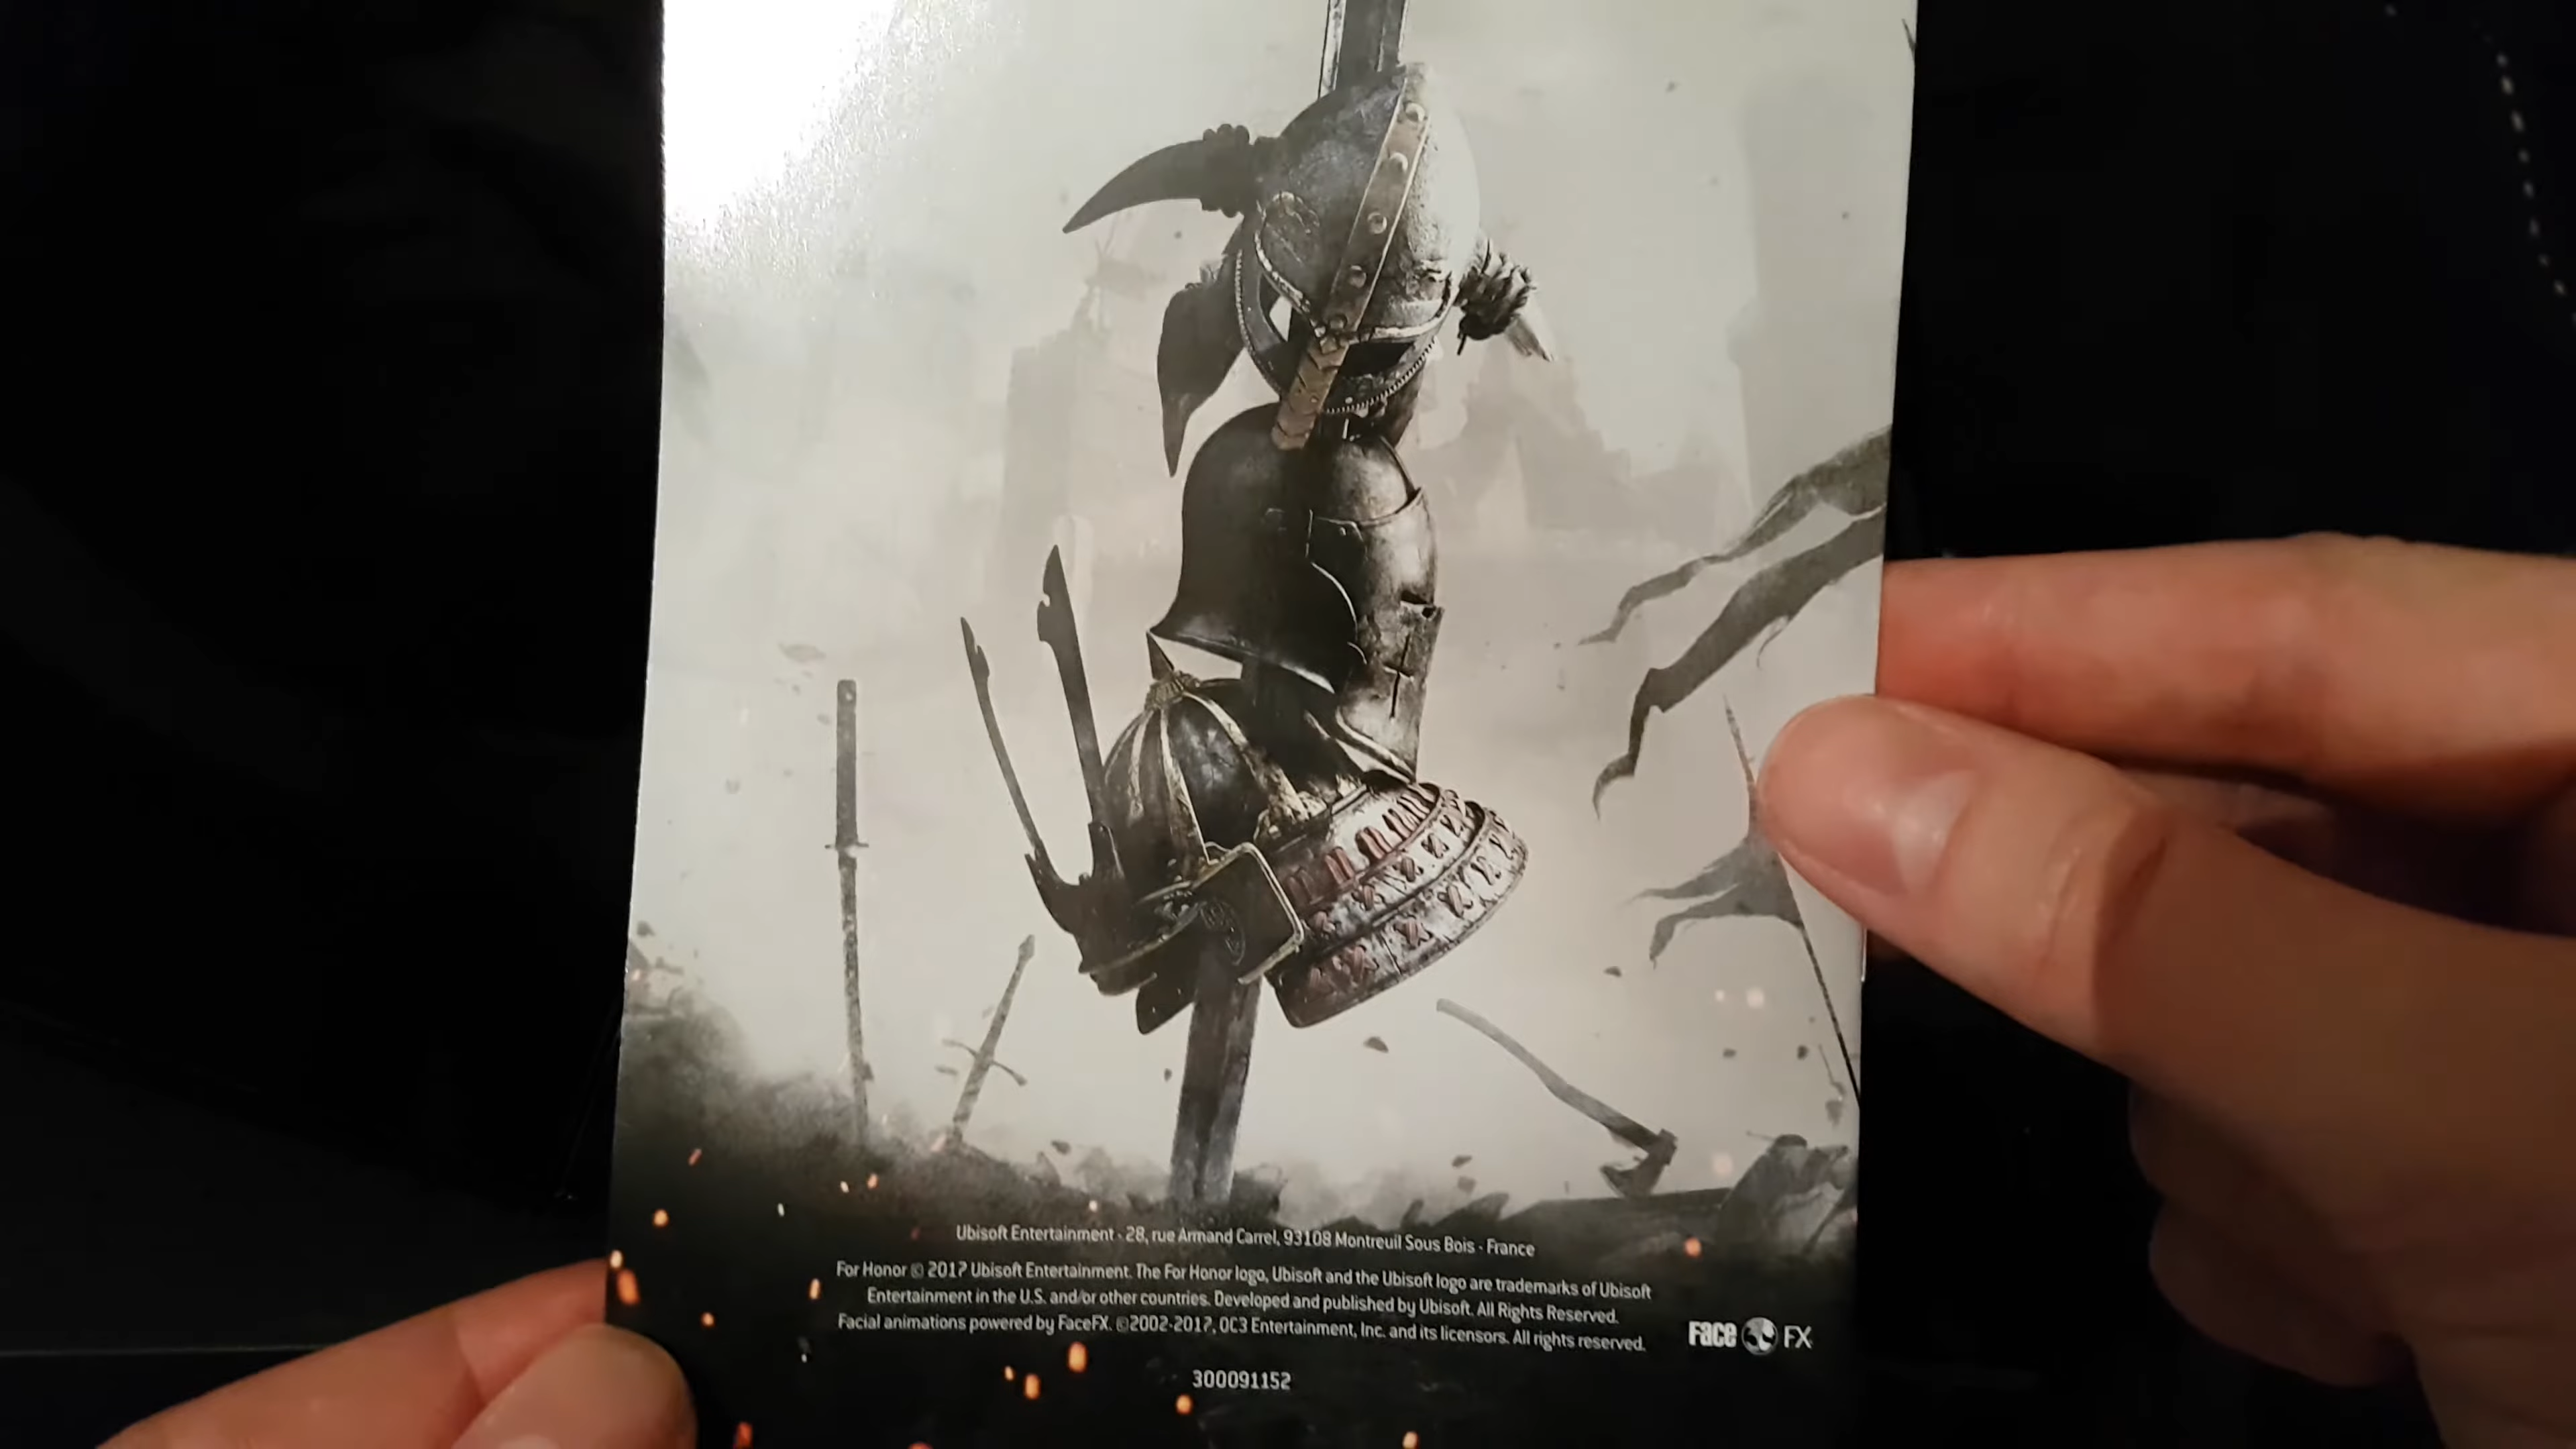 Ubisoft Entertainment - 28, rue Armand Carrel, 93108 Montreuil Sous Bois - France
For Honor © 2017 Ubisoft Entertainment. The For Honor logo, Ubisoft and the Ubisoft logo are trademarks of Ubisoft
Entertainment in the U.S. and/or other countries. Developed and published by Ubisoft. All Rights Reserved.
Facial animations powered by FaceFX. ©2002-2017, OC3 Entertainment, Inc. and its licensors. All rights reserved.
Face FX
300091152